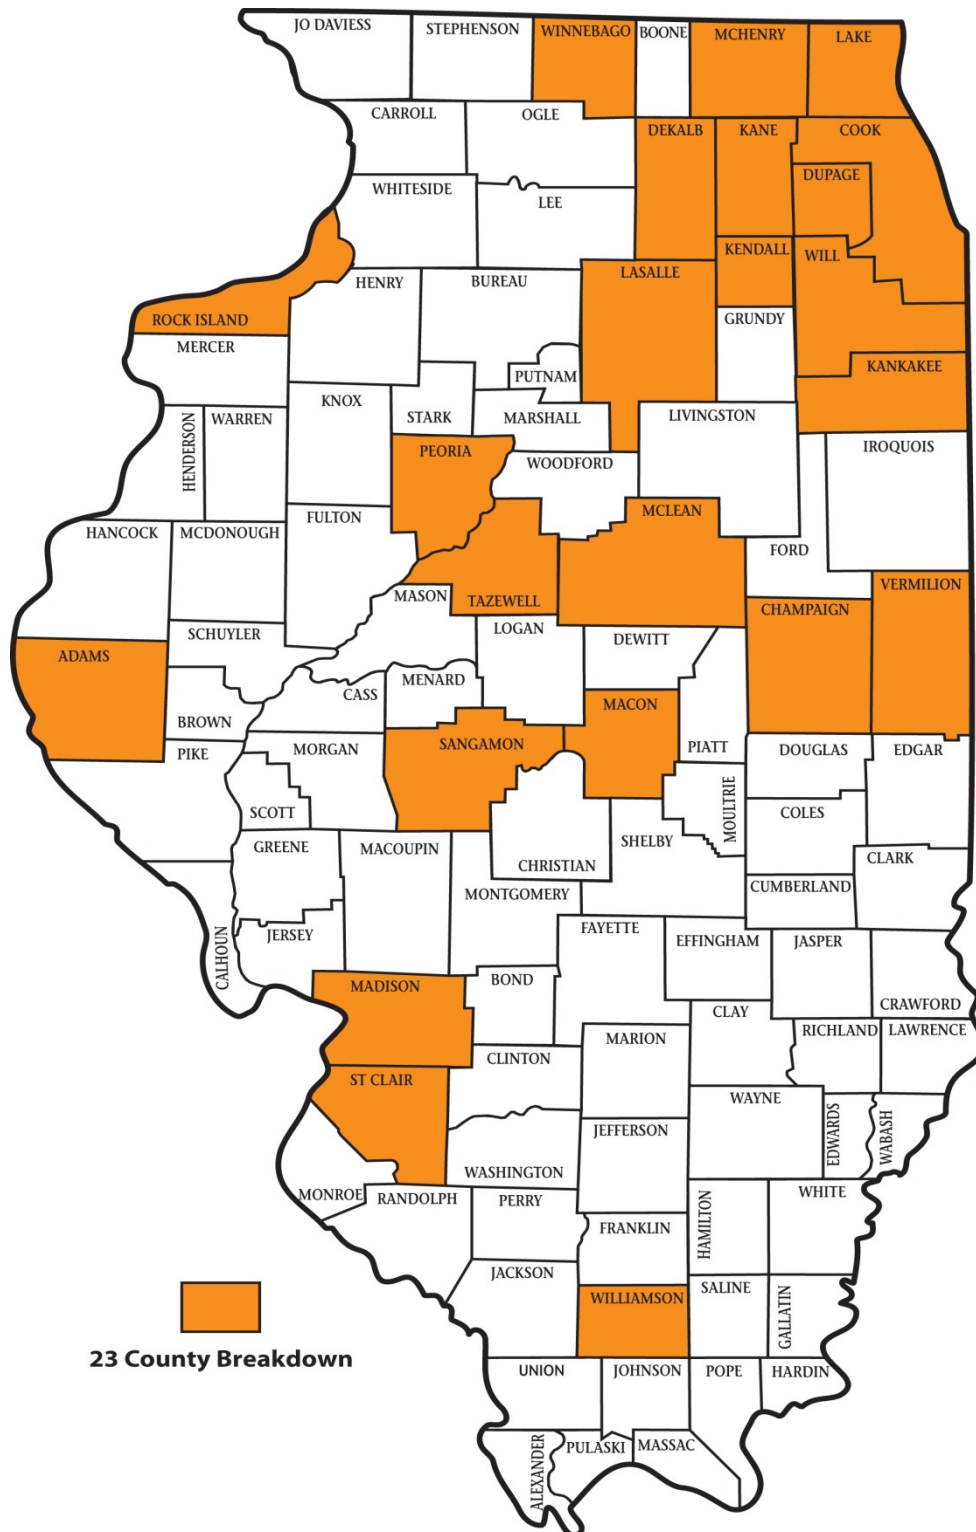 JO DAVIESS
STEPHENSON
WINNEBAGO
BOONE
MCHENRY
LAKE
CARROLL
OGLE
DEKALB
KANE
COOK
DUPAGE
WHITESIDE
LEE
KENDALL
WILL
ROCK ISLAND
HENRY
BUREAU
LASALLE
GRUNDY
MERCER
PUTNAM
KANKAKEE
HENDERSON
WARREN
KNOX
STARK
MARSHALL
LIVINGSTON
PEORIA
WOODFORD
IROQUOIS
HANCOCK
MCDONOUGH
FULTON
MCLEAN
FORD
MASON
TAZEWELL
CHAMPAIGN
VERMILION
ADAMS
SCHUYLER
LOGAN
DEWITT
BROWN
CASS
MENARD
MACON
PIKE
MORGAN
SANGAMON
PIATT
DOUGLAS
EDGAR
SCOTT
MOULTRIE
COLES
GREENE
MACOUPIN
CHRISTIAN
SHELBY
CLARK
MONTGOMERY
CUMBERLAND
CALHOUN
JERSEY
FAYETTE
EFFINGHAM
JASPER
MADISON
BOND
CLAY
CRAWFORD
RICHLAND
LAWRENCE
ST CLAIR
CLINTON
MARION
WAYNE
EDWARDS
WABASH
JEFFERSON
WASHINGTON
MONROE
RANDOLPH
PERRY
HAMILTON
WHITE
FRANKLIN
JACKSON
WILLIAMSON
SALINE
GALLATIN
23 County Breakdown
UNION
JOHNSON
POPE
HARDIN
ALEXANDER
PULASKI
MASSAC